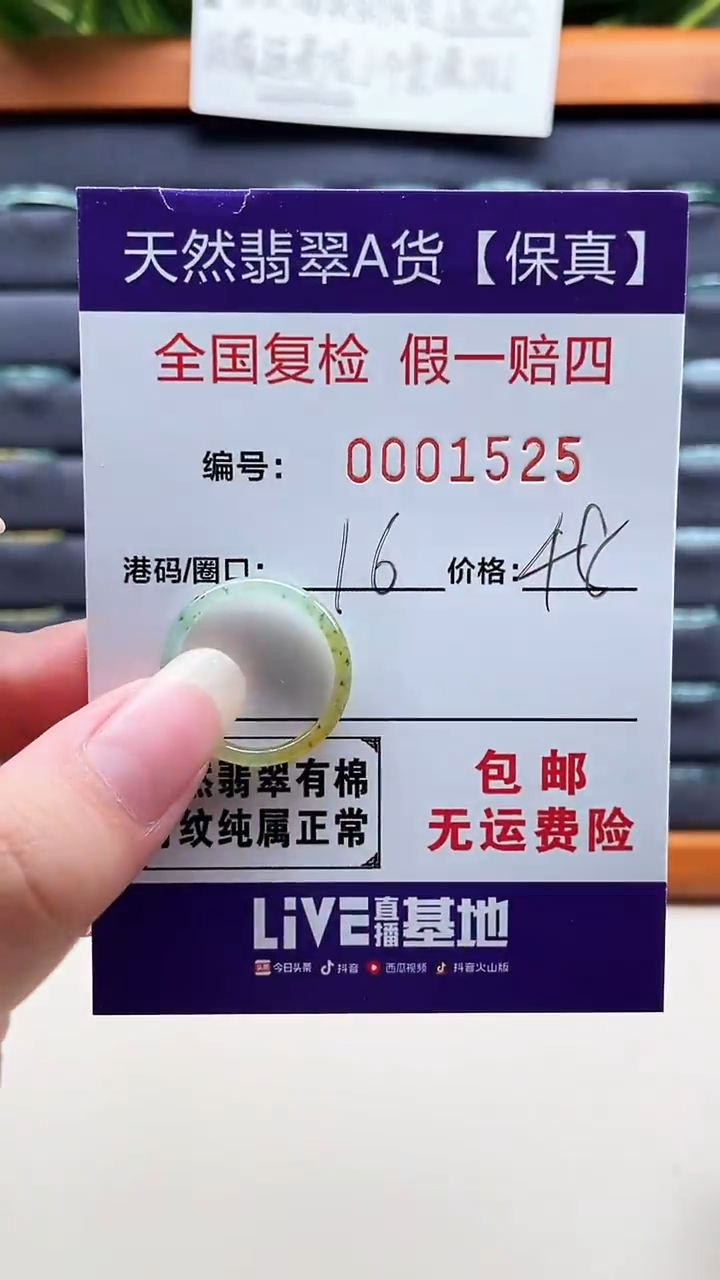 天然翡翠A货【保真】
全国复检 假一赔四
编号: 0001525
港码/圈口: 16 价格: 48
翡翠有棉
纹纯属正常
包邮
无运费险
LiVE直播基地
头条 今日头条 抖音 西瓜视频 抖音火山版